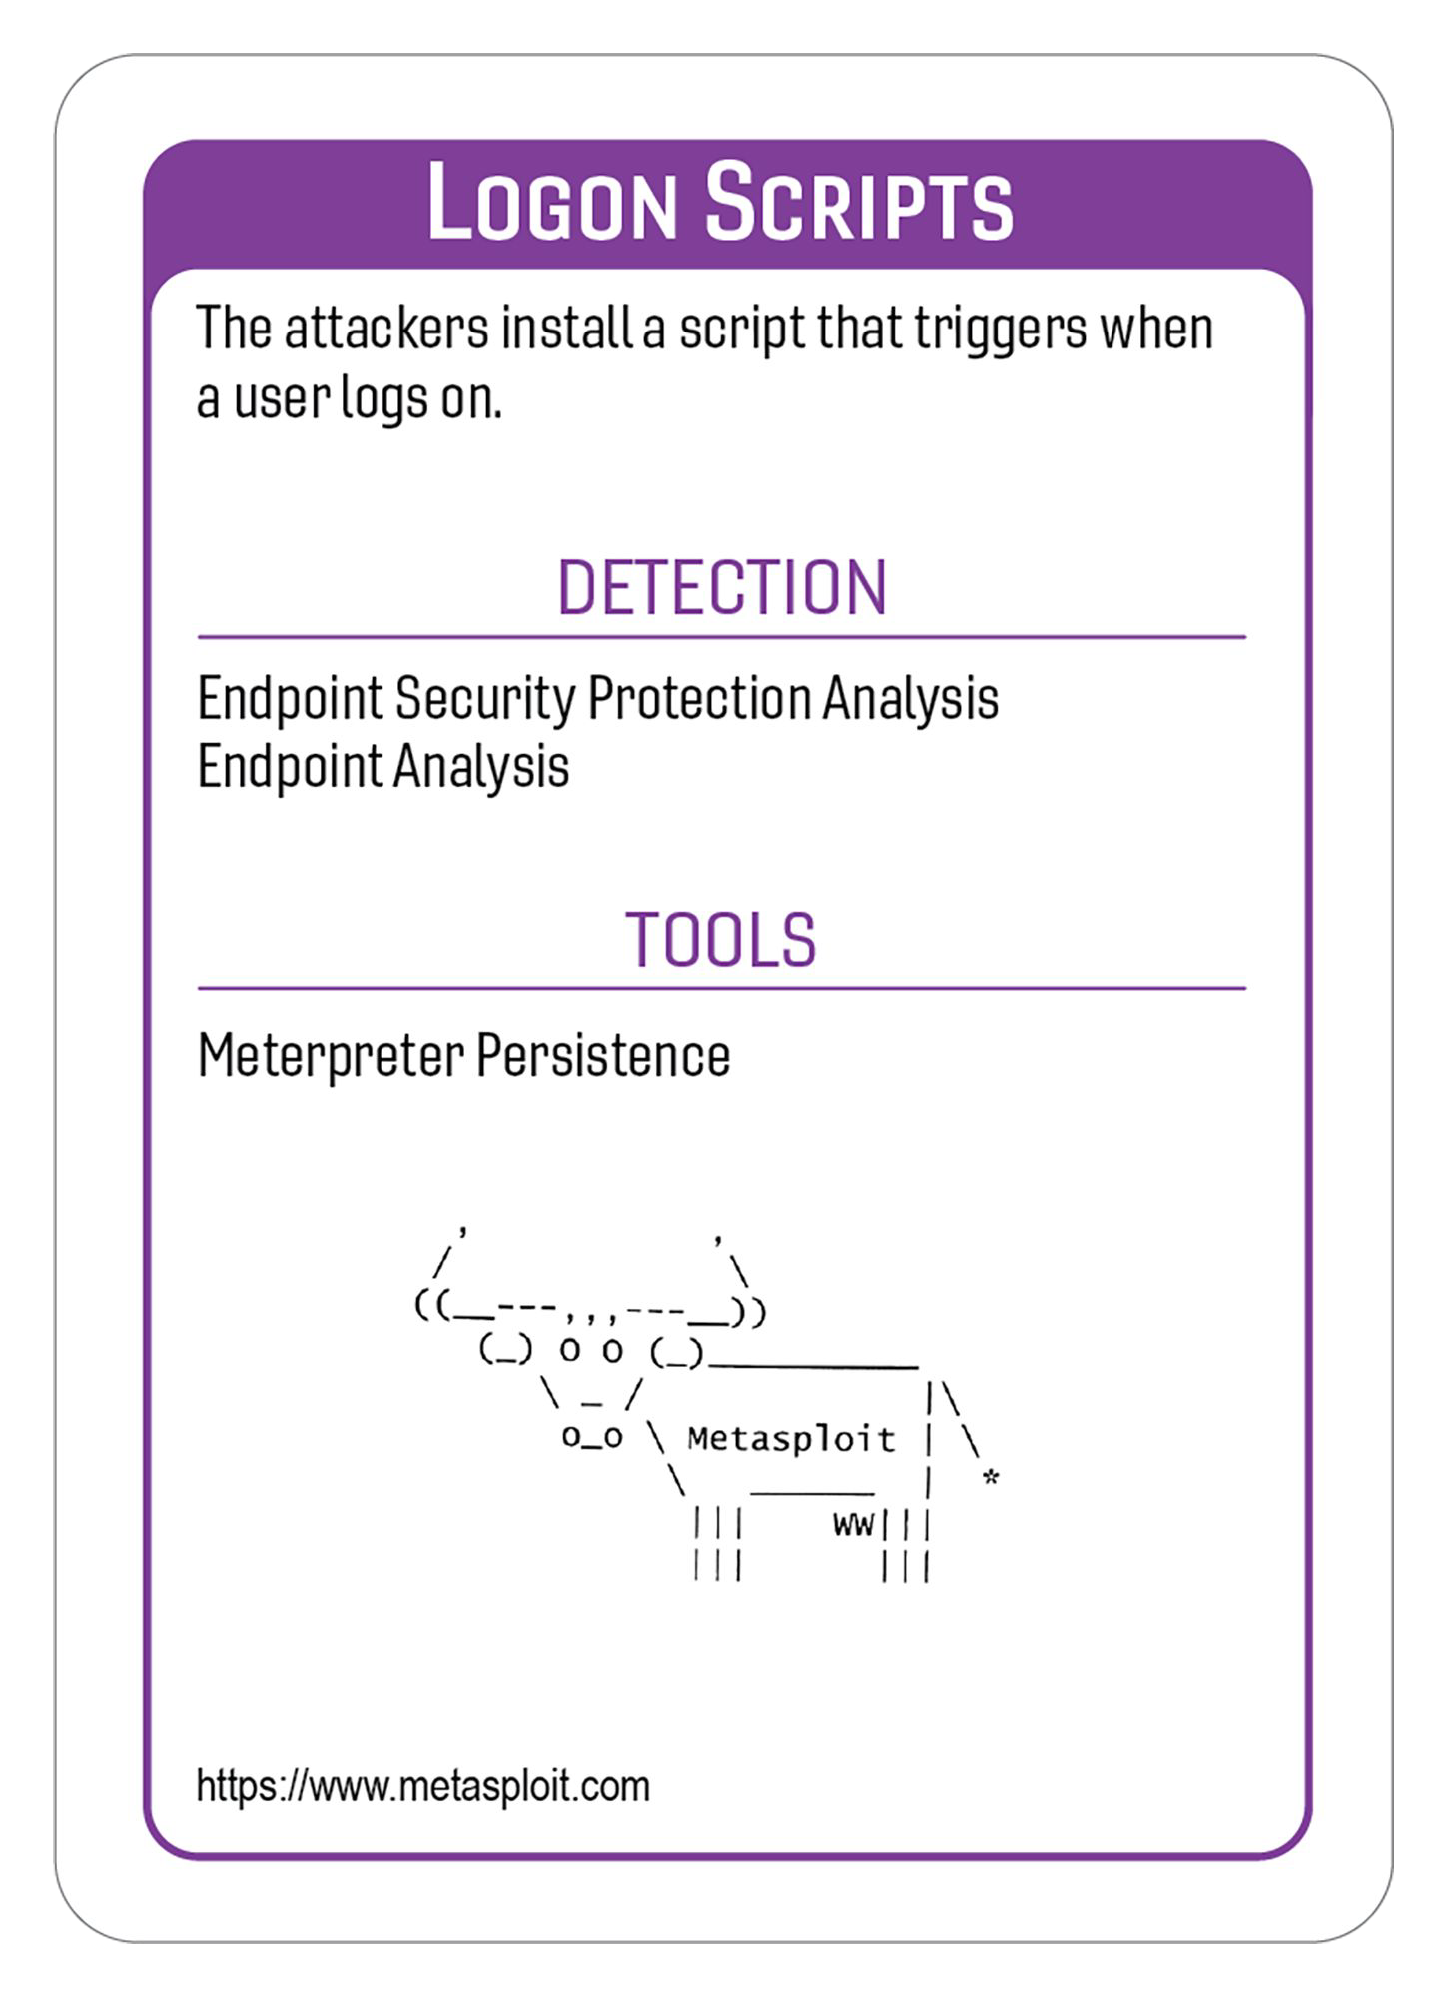 LOGON SCRIPTS
The attackers install a script that triggers when
a user logs on.
DETECTION
Endpoint Security Protection Analysis
Endpoint Analysis
TOOLS
Meterpreter Persistence
Metasploit
https://www.metasploit.com